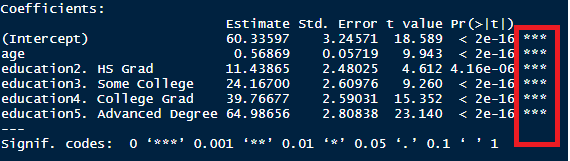 Coefficients:
Estimate Std. Error t value Pr(>|t|)
(Intercept) 60.33597 3.24571 18.589 < 2e-16 ***
age 0.56869 0.05719 9.943 < 2e-16 ***
education2. HS Grad 11.43865 2.48025 4.612 4.16e-06 ***
education3. Some College 24.16700 2.60976 9.260 < 2e-16 ***
education4. College Grad 39.76677 2.59031 15.352 < 2e-16 ***
education5. Advanced Degree 64.98656 2.80838 23.140 < 2e-16 ***
---
Signif. codes: 0 ‘***’ 0.001 ‘**’ 0.01 ‘*’ 0.05 ‘.’ 0.1 ‘ ’ 1